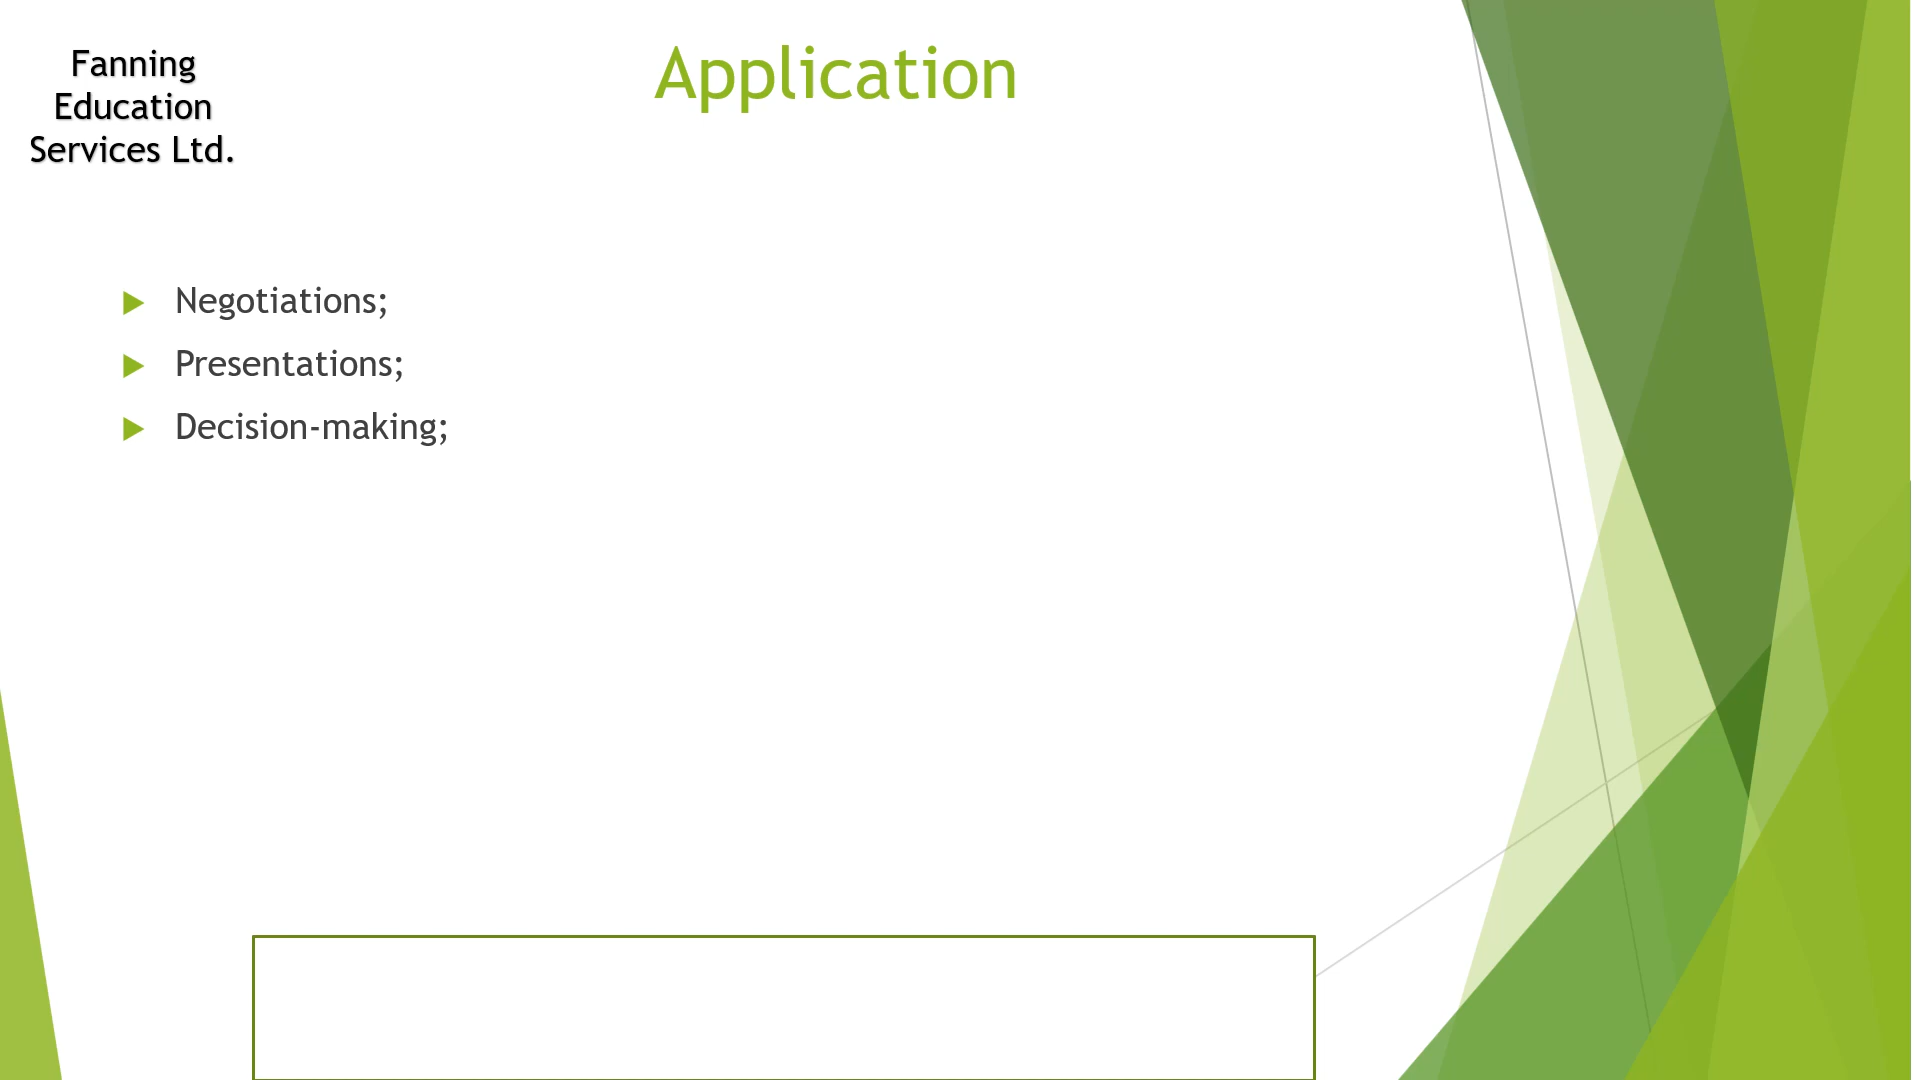 Fanning
Education
Services Ltd.
Application
Negotiations;
Presentations;
Decision-making;